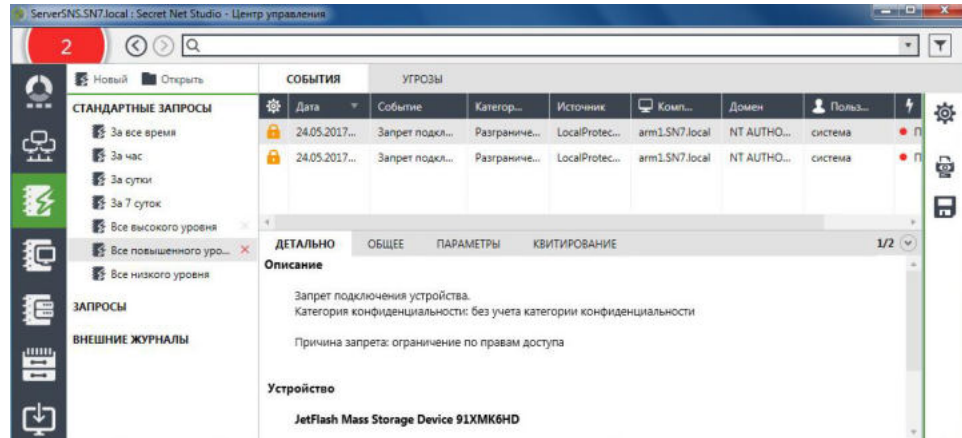 ServerSNS.SN7.local : Secret Net Studio - Центр управления
2
Новый Открыть
СОБЫТИЯ УГРОЗЫ
СТАНДАРТНЫЕ ЗАПРОСЫ
За все время
За час
За сутки
За 7 суток
Все высокого уровня
Все повышенного уро...
Все низкого уровня
ЗАПРОСЫ
ВНЕШНИЕ ЖУРНАЛЫ
Дата Событие Категор... Источник Комп... Домен Польз...
24.05.2017... Запрет подкл... Разграниче... LocalProtec... arm1.SN7.local NT AUTHO... система П
24.05.2017... Запрет подкл... Разграниче... LocalProtec... arm1.SN7.local NT AUTHO... система П
ДЕТАЛЬНО ОБЩЕЕ ПАРАМЕТРЫ КВИТИРОВАНИЕ 1/2
Описание
Запрет подключения устройства.
Категория конфиденциальности: без учета категории конфиденциальности
Причина запрета: ограничение по правам доступа
Устройство
JetFlash Mass Storage Device 91XMK6HD